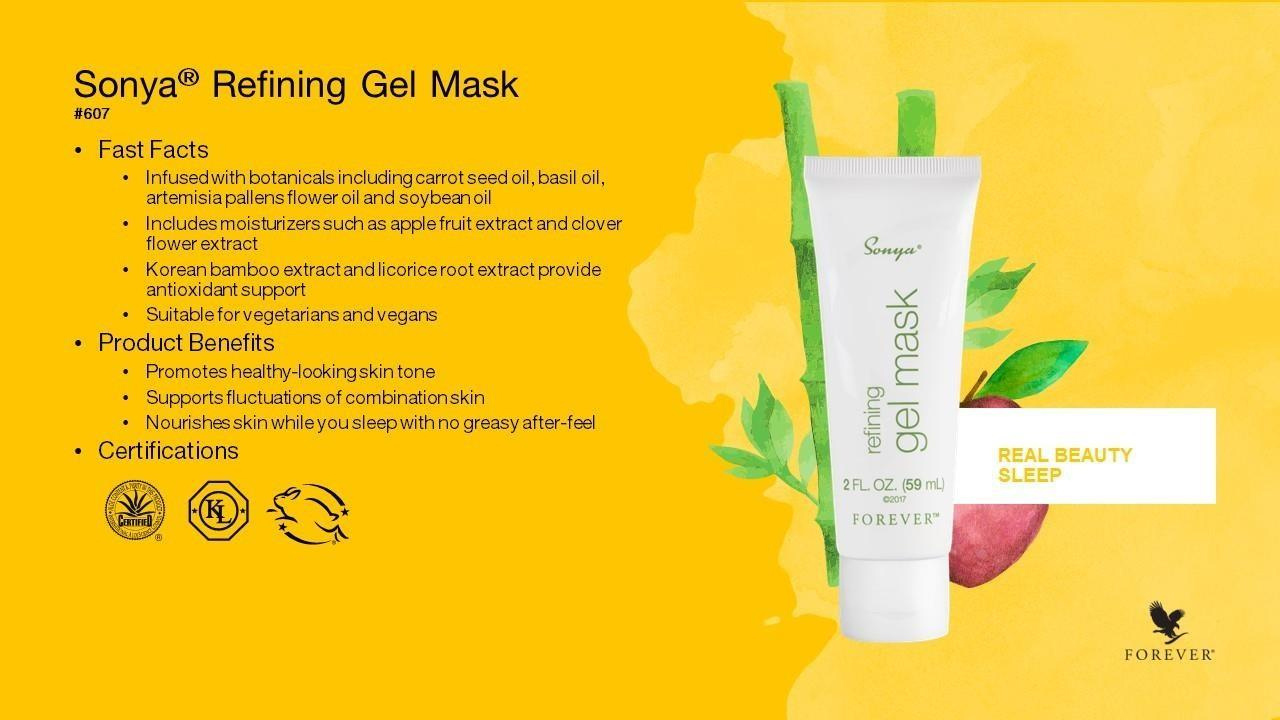 Sonya® Refining Gel Mask
#607
• Fast Facts
• Infused with botanicals including carrot seed oil, basil oil,
artemisia pallens flower oil and soybean oil
• Includes moisturizers such as apple fruit extract and clover
flower extract
• Korean bamboo extract and licorice root extract provide
antioxidant support
• Suitable for vegetarians and vegans
• Product Benefits
• Promotes healthy-looking skin tone
• Supports fluctuations of combination skin
• Nourishes skin while you sleep with no greasy after-feel
• Certifications
CERTIFIED
®
KL
®
Sonya®
refining
gel mask
2 FL. OZ. (59 mL)
©2017
FOREVER™
REAL BEAUTY
SLEEP
FOREVER®